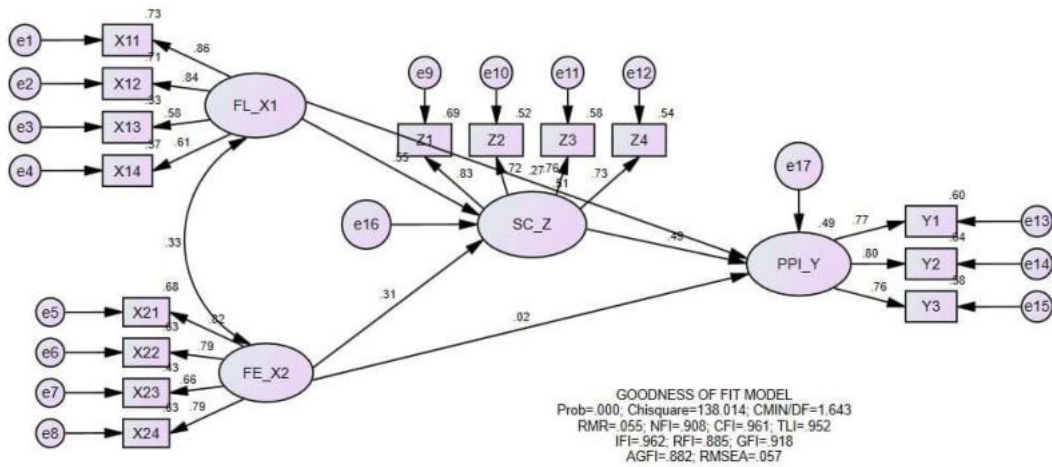 .73
e1 X11
.86
.71
e2 X12
.84
.53
e3 X13
.58
.37
e4 X14
.61
FL_X1
e9 e10 e11 e12
.69 .52 .58 .54
Z1 Z2 Z3 Z4
.83 .72 .76 .73
.55
.27
.51
e16
SC_Z
e17
.49
PPI_Y
.60
.77 Y1 e13
.64
.80 Y2 e14
.58
.76 Y3 e15
.49
.33
.31
.02
.68
e5 X21
.82
.63
e6 X22
.79
.43
e7 X23
.66
.63
e8 X24
.79
FE_X2
GOODNESS OF FIT MODEL
Prob=.000; Chisquare=138.014; CMIN/DF=1.643
RMR=.055; NFI=.908; CFI=.961; TLI=.952
IFI=.962; RFI=.885; GFI=.918
AGFI=.882; RMSEA=.057